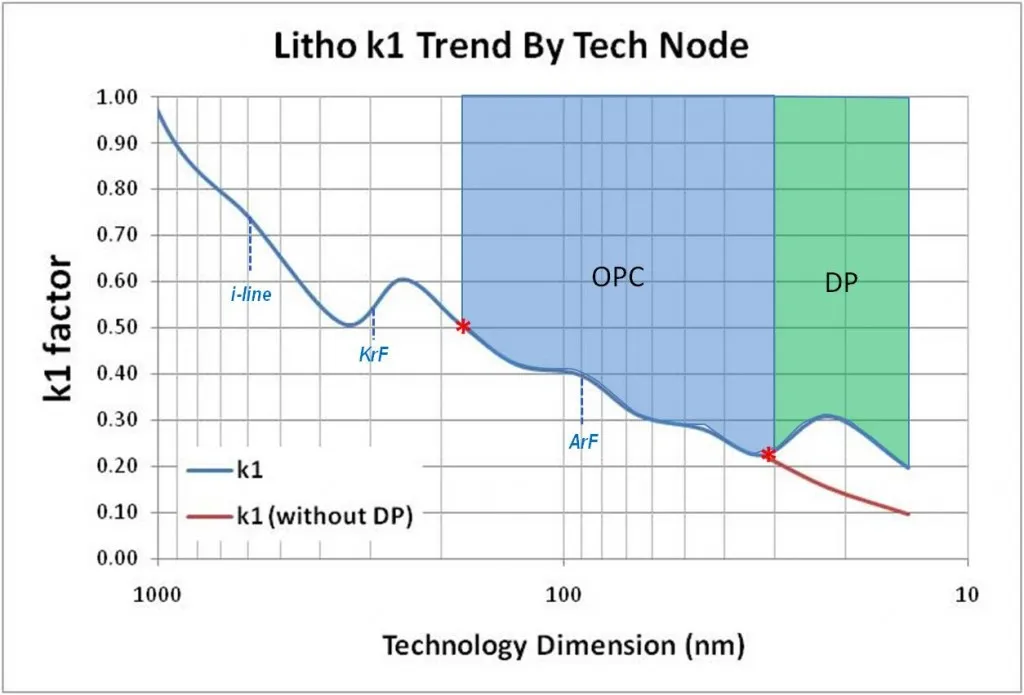 Litho k1 Trend By Tech Node
k1 factor
1.00
0.90
0.80
0.70
0.60
0.50
0.40
0.30
0.20
0.10
0.00
i-line
KrF
ArF
OPC
DP
k1
k1 (without DP)
1000
100
10
Technology Dimension (nm)